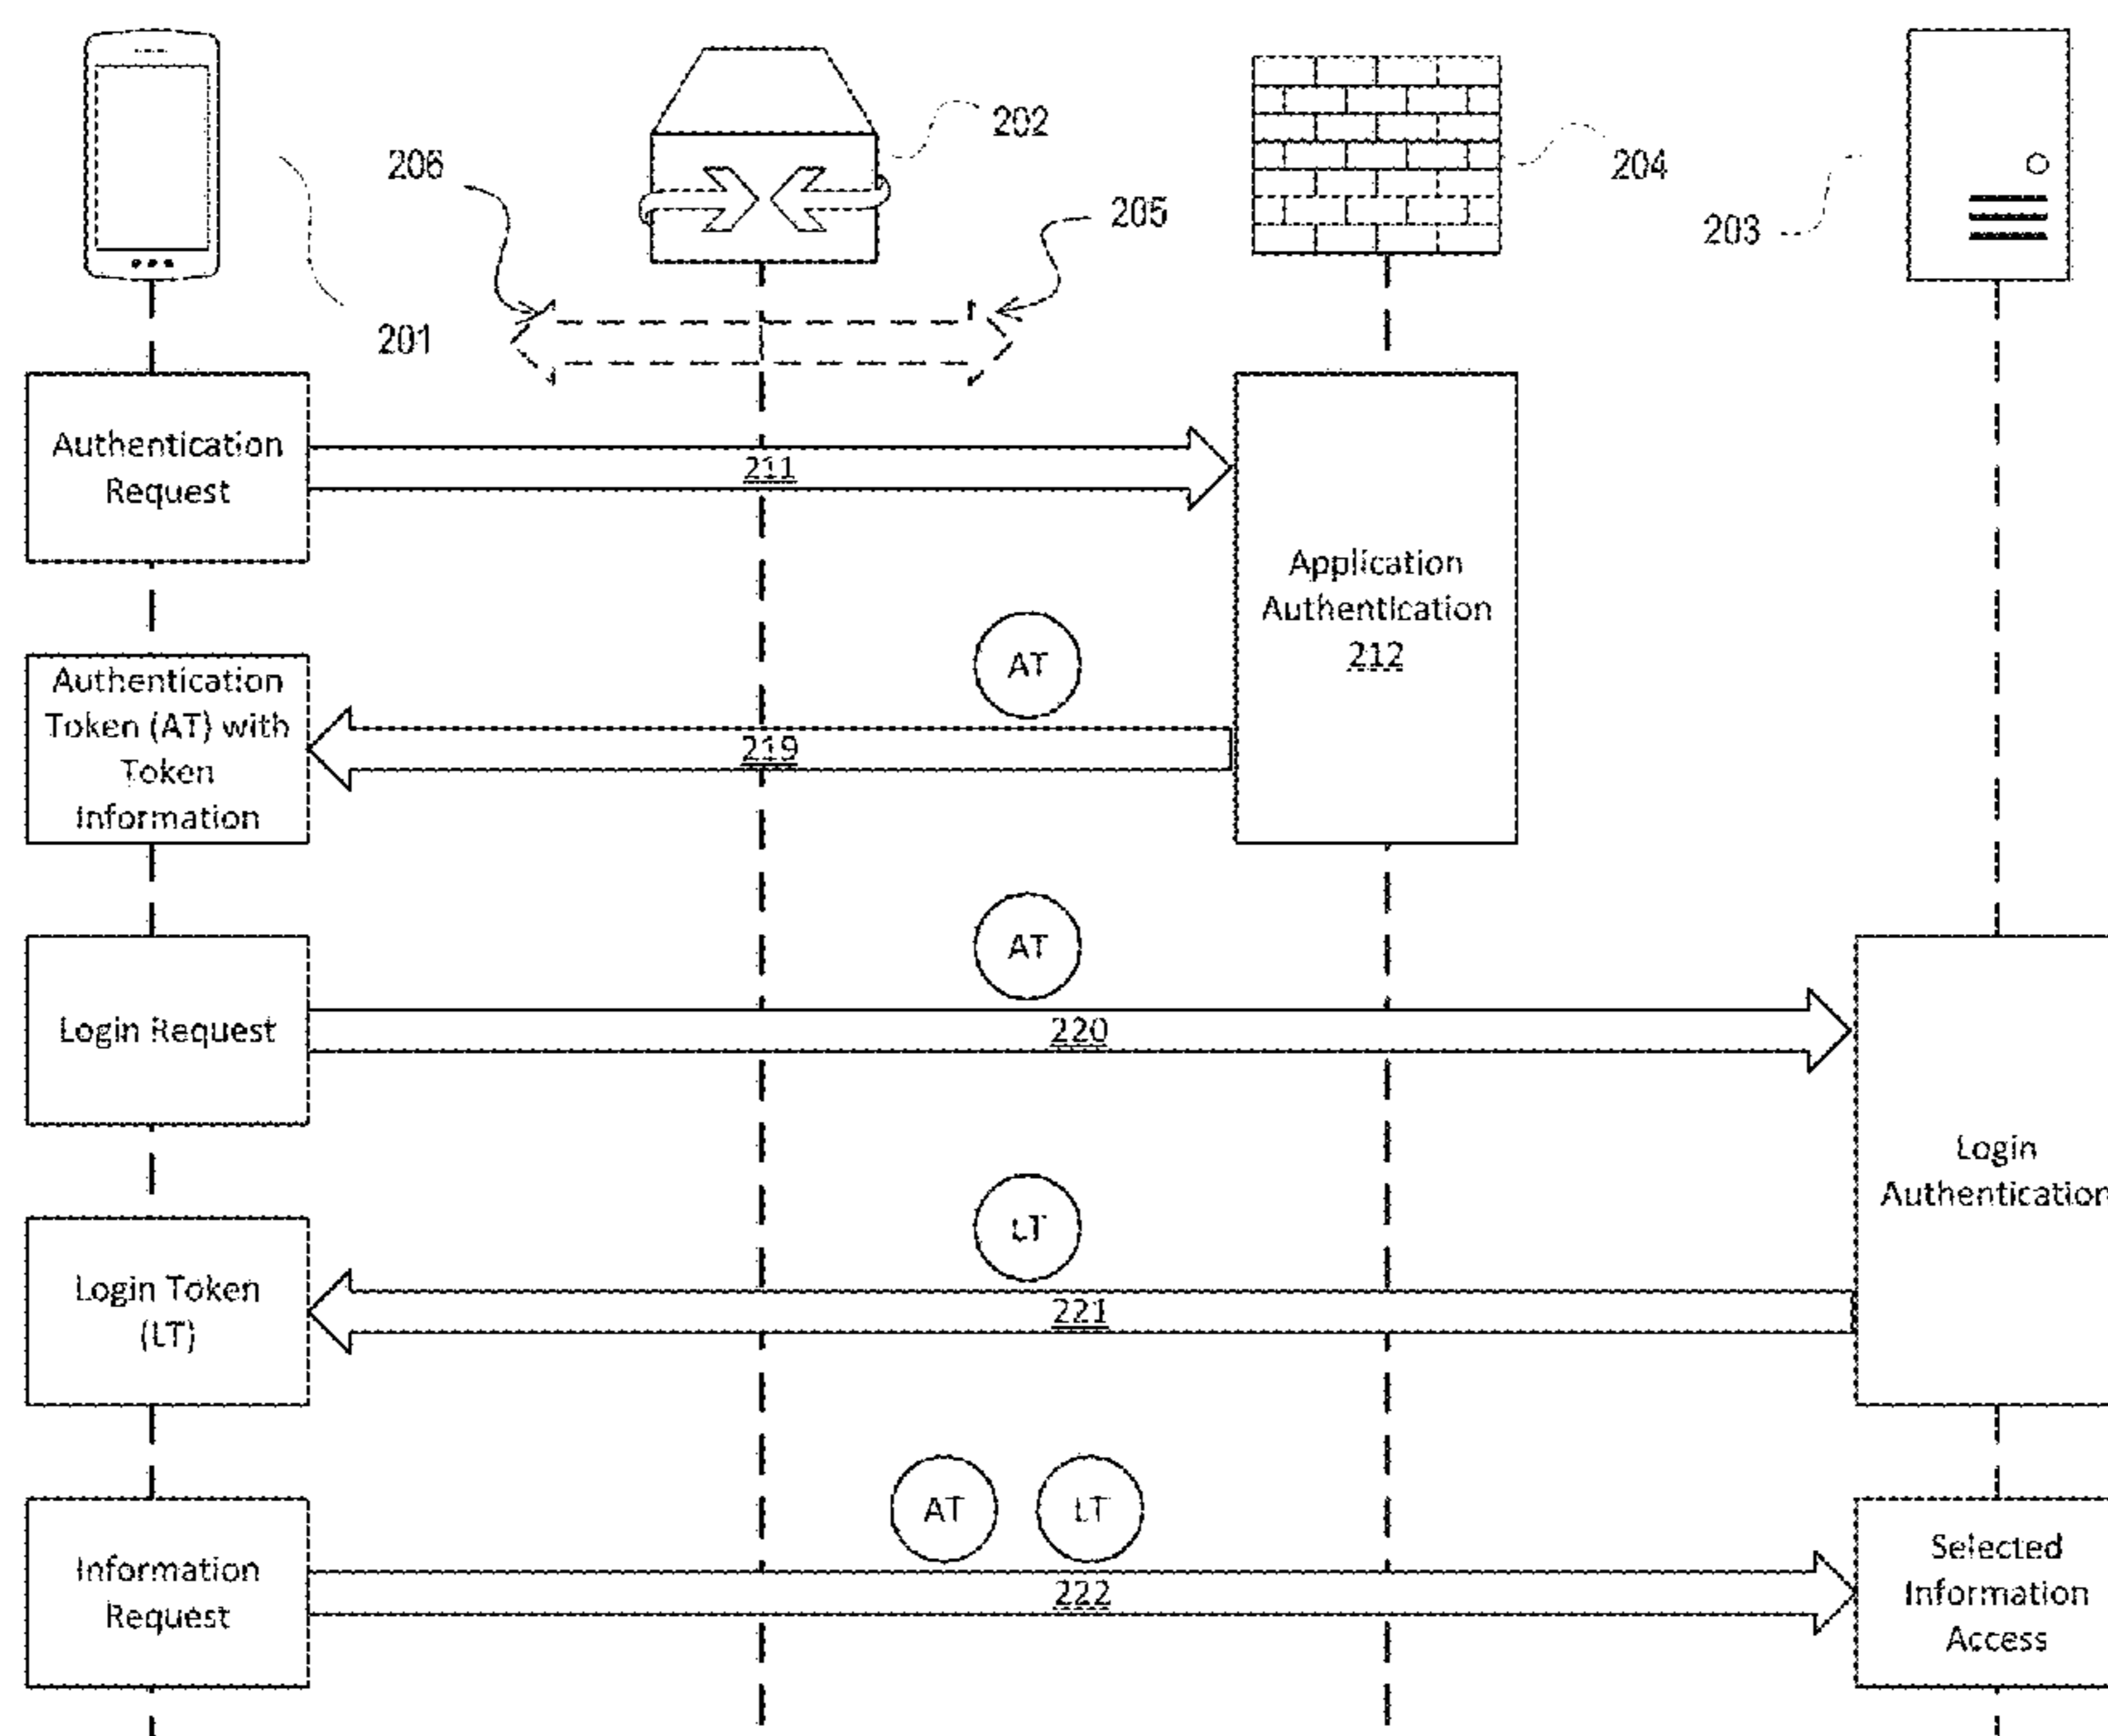 202
206
204
205
203
201
Authentication
Request
211
Application
Authentication
212
AT
Authentication
Token (AT) with
Token
Information
219
AT
Login Request
220
Login
Authentication
LT
Login Token
(LT)
221
AT LT
Information
Request
222
Selected
Information
Access